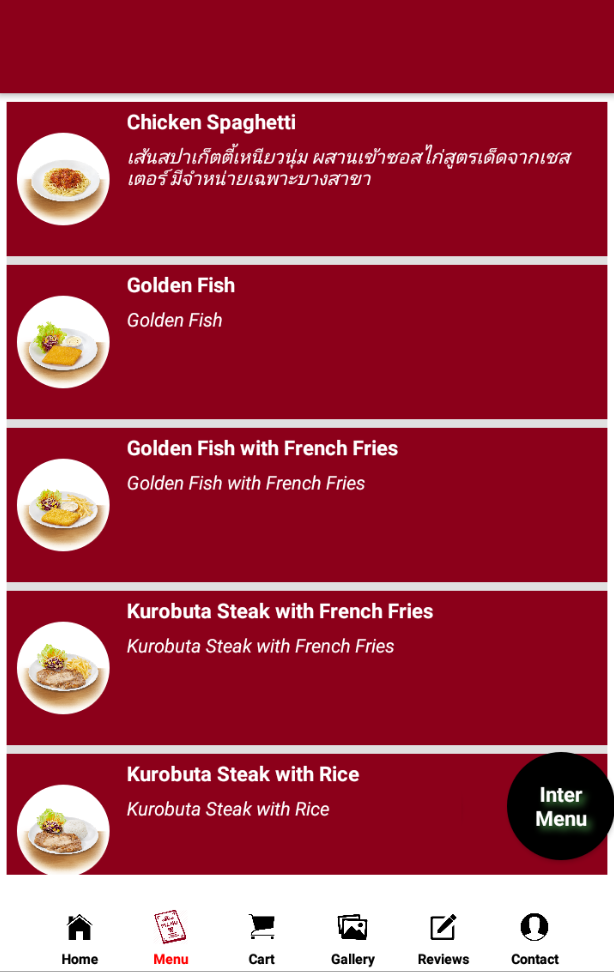 Chicken Spaghetti
เส้นสปาเก็ตตี้เหนียวนุ่ม ผสานเข้าซอสไก่สูตรเด็ดจากเชส
เตอร์ มีจำหน่ายเฉพาะบางสาขา
Golden Fish
Golden Fish
Golden Fish with French Fries
Golden Fish with French Fries
Kurobuta Steak with French Fries
Kurobuta Steak with French Fries
Kurobuta Steak with Rice
Kurobuta Steak with Rice
Inter
Menu
Home Menu Cart Gallery Reviews Contact